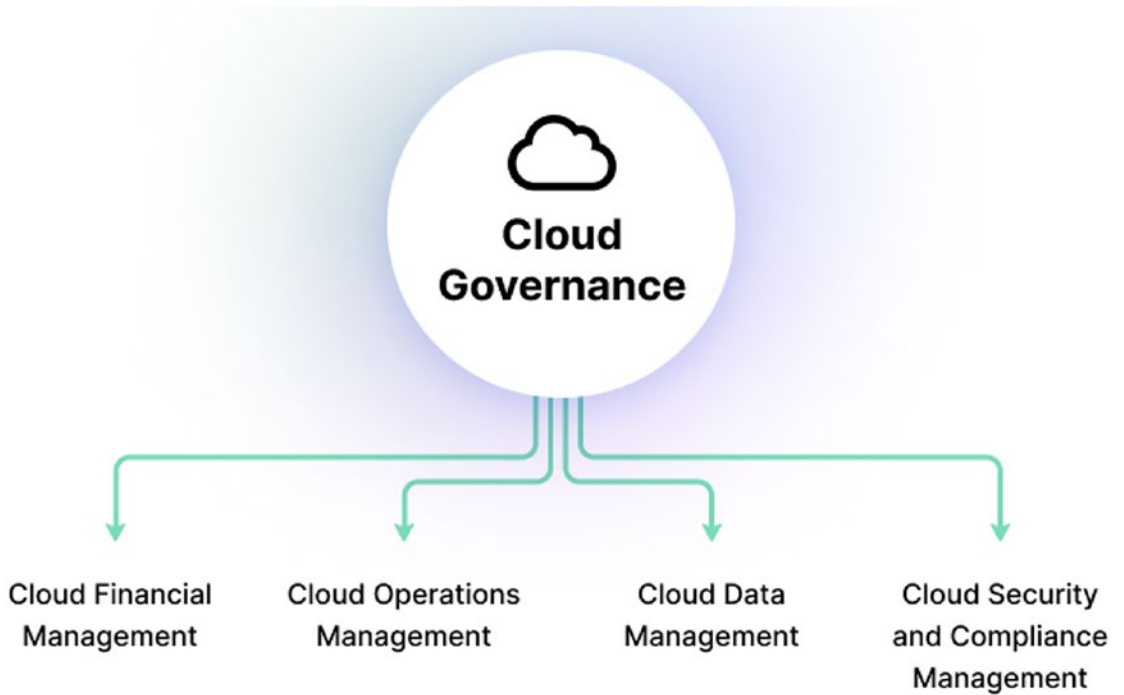 Cloud
Governance
Cloud Financial
Management
Cloud Operations
Management
Cloud Data
Management
Cloud Security
and Compliance
Management